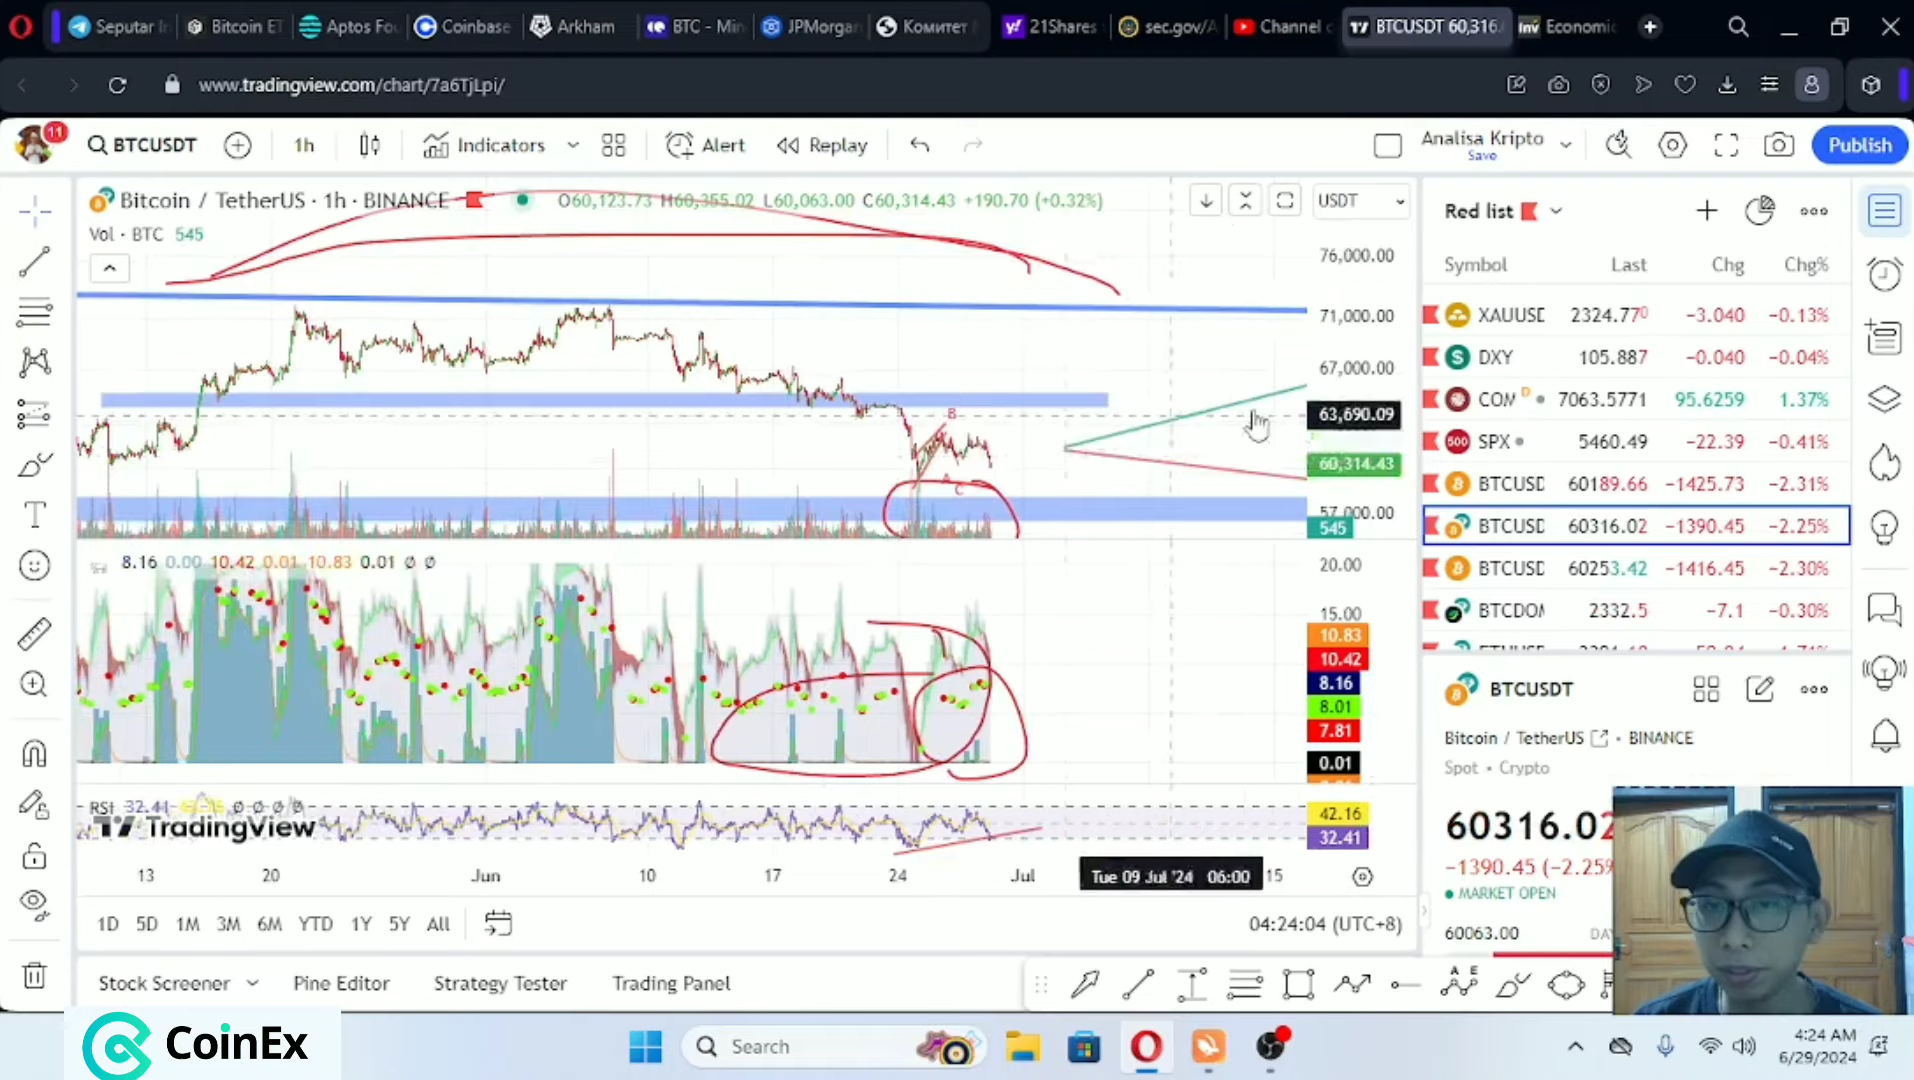 Seputar I
Bitcoin ET
Aptos Fou
Coinbase
Arkham
BTC - Min
JPMorgan
Комитет
21Shares
sec.gov/A
Channel c
BTCUSDT 60,316.
Economic
www.tradingview.com/chart/7a6TjLpi/
11
BTCUSDT
1h
Indicators
Alert
Replay
Analisa Kripto
Save
Publish
Bitcoin / TetherUS · 1h · BINANCE
O60,123.73 H60,355.02 L60,063.00 C60,314.43 +190.70 (+0.32%)
USDT
Vol · BTC 545
76,000.00
71,000.00
67,000.00
63,690.09
60,314.43
57,000.00
545
B
A
C
8.16 0.00 10.42 0.01 10.83 0.01 Ø Ø
20.00
15.00
10.83
10.42
8.16
8.01
7.81
0.01
RSI 32.41 Ø Ø Ø Ø
TradingView
42.16
32.41
13
20
Jun
10
17
24
Jul
Tue 09 Jul '24 06:00
15
1D 5D 1M 3M 6M YTD 1Y 5Y All
04:24:04 (UTC+8)
Stock Screener
Pine Editor
Strategy Tester
Trading Panel
Red list
Symbol Last Chg Chg%
XAUUSD 2324.770 −3.040 −0.13%
DXY 105.887 −0.040 −0.04%
COM D 7063.5771 95.6259 1.37%
500 SPX 5460.49 −22.39 −0.41%
BTCUSD 60189.66 −1425.73 −2.31%
BTCUSD 60316.02 −1390.45 −2.25%
BTCUSD 60253.42 −1416.45 −2.30%
BTCDOM 2332.5 −7.1 −0.30%
BTCUSDT
Bitcoin / TetherUS • BINANCE
Spot • Crypto
60316.02
−1390.45 (−2.25%
MARKET OPEN
60063.00
DA
CoinEx
Search
4:24 AM
6/29/2024